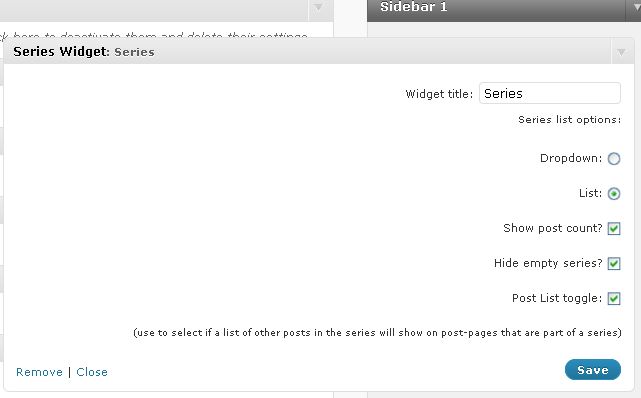 Sidebar 1
ck here to deactivate them and delete their settings
Series Widget: Series
Widget title: Series
Series list options:
Dropdown:
List:
Show post count?
Hide empty series?
Post List toggle:
(use to select if a list of other posts in the series will show on post-pages that are part of a series)
Remove | Close
Save